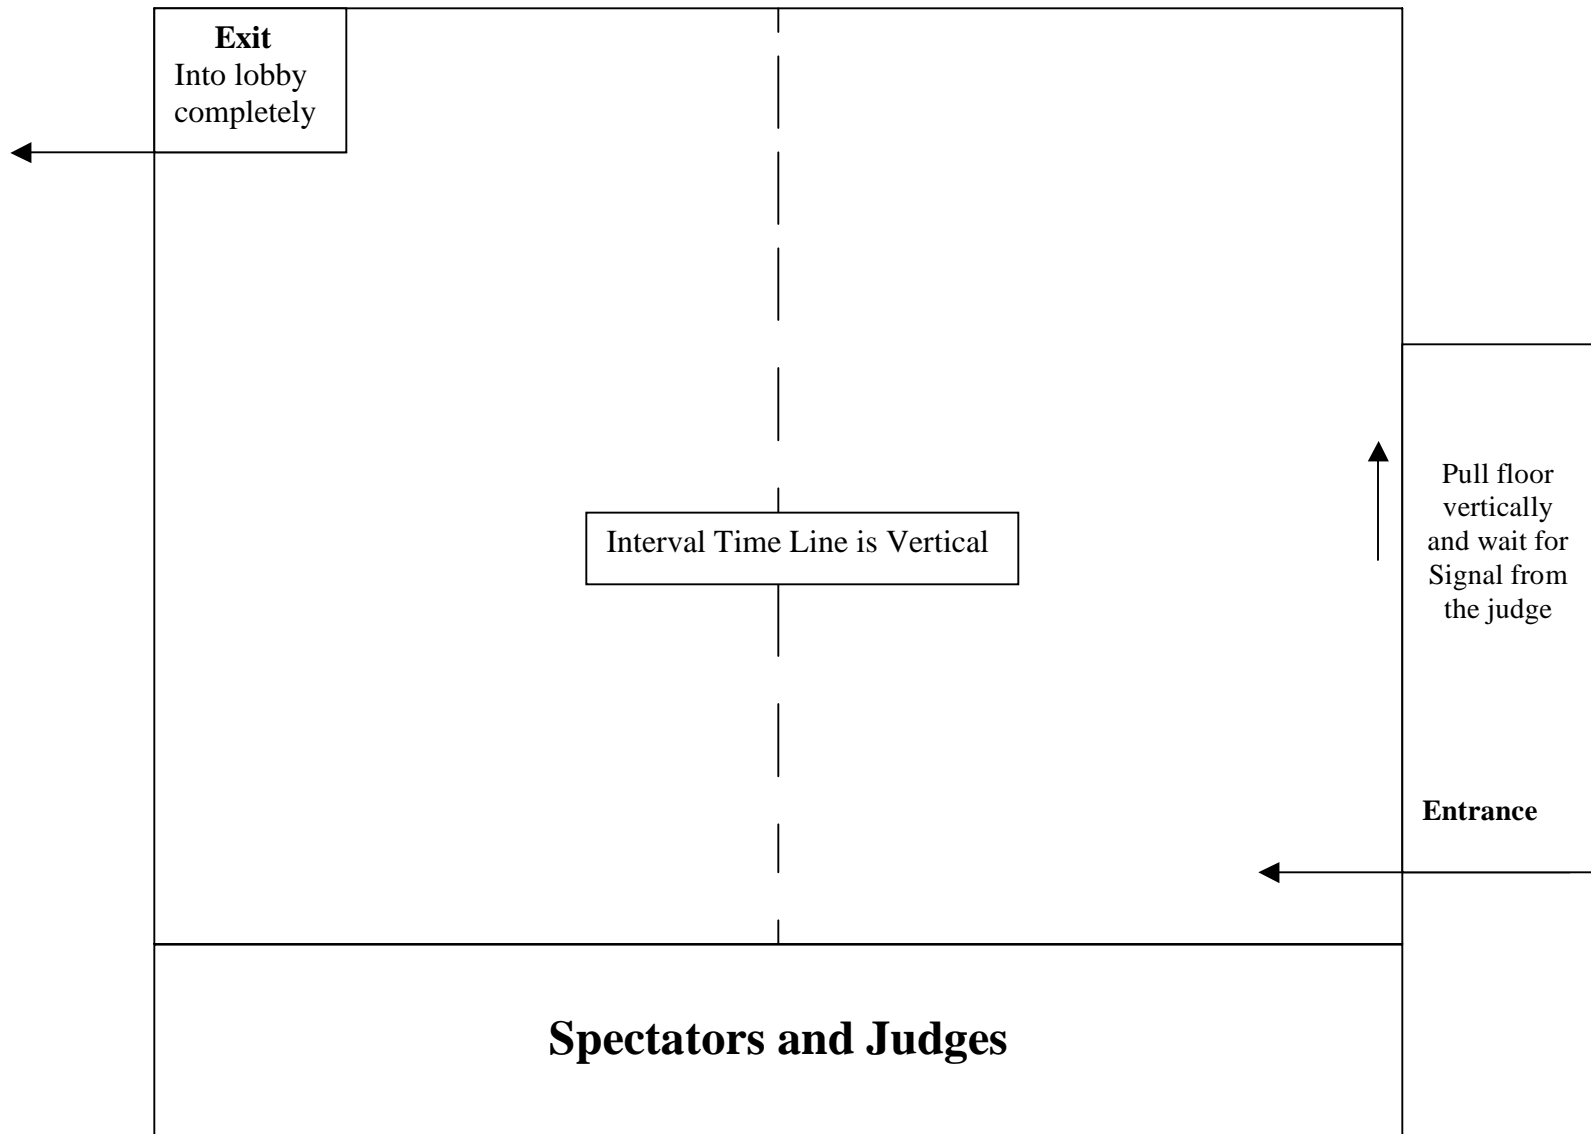 Exit
Into lobby
completely
Interval Time Line is Vertical
Pull floor
vertically
and wait for
Signal from
the judge
Entrance
Spectators and Judges